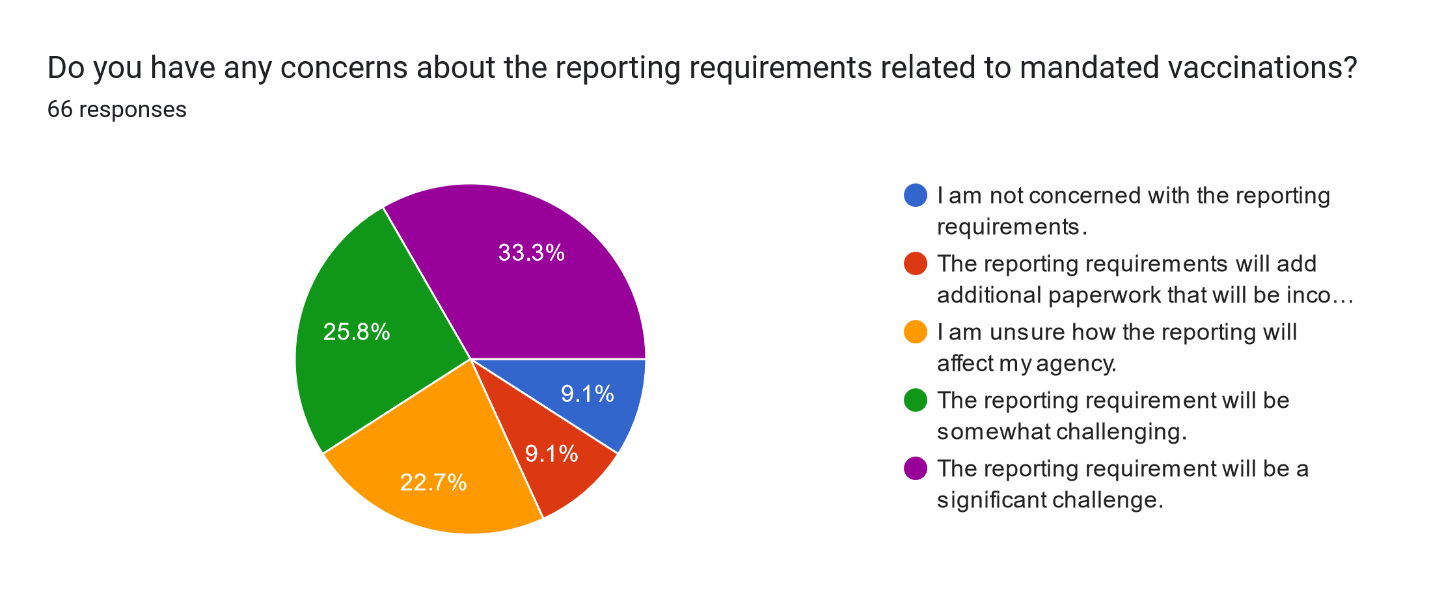 Do you have any concerns about the reporting requirements related to mandated vaccinations?
66 responses
33.3%
25.8%
9.1%
9.1%
22.7%
I am not concerned with the reporting
requirements.
The reporting requirements will add
additional paperwork that will be inco…
I am unsure how the reporting will
affect my agency.
The reporting requirement will be
somewhat challenging.
The reporting requirement will be a
significant challenge.